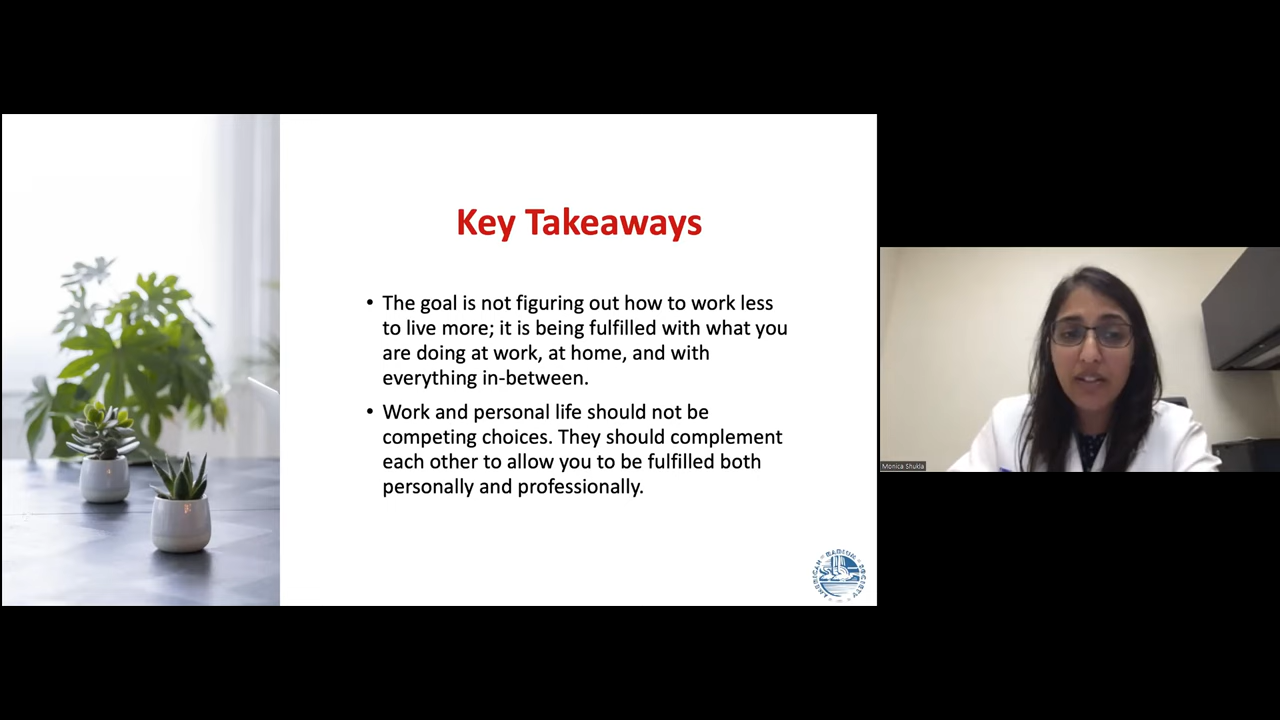 Key Takeaways
• The goal is not figuring out how to work less
to live more; it is being fulfilled with what you
are doing at work, at home, and with
everything in-between.
• Work and personal life should not be
competing choices. They should complement
each other to allow you to be fulfilled both
personally and professionally.
AMERICAN RADIUM SOCIETY
Monica Shukla